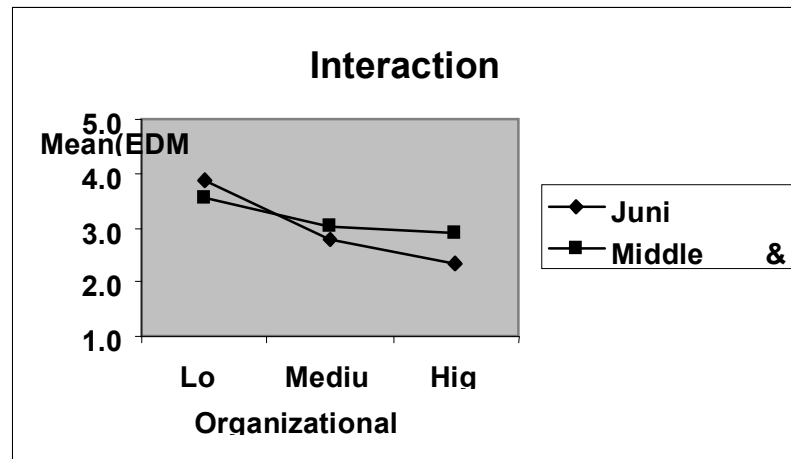 Interaction
5.0
Mean(EDM
4.0
3.0
2.0
1.0
Lo Mediu Hig
Organizational
Juni
Middle &